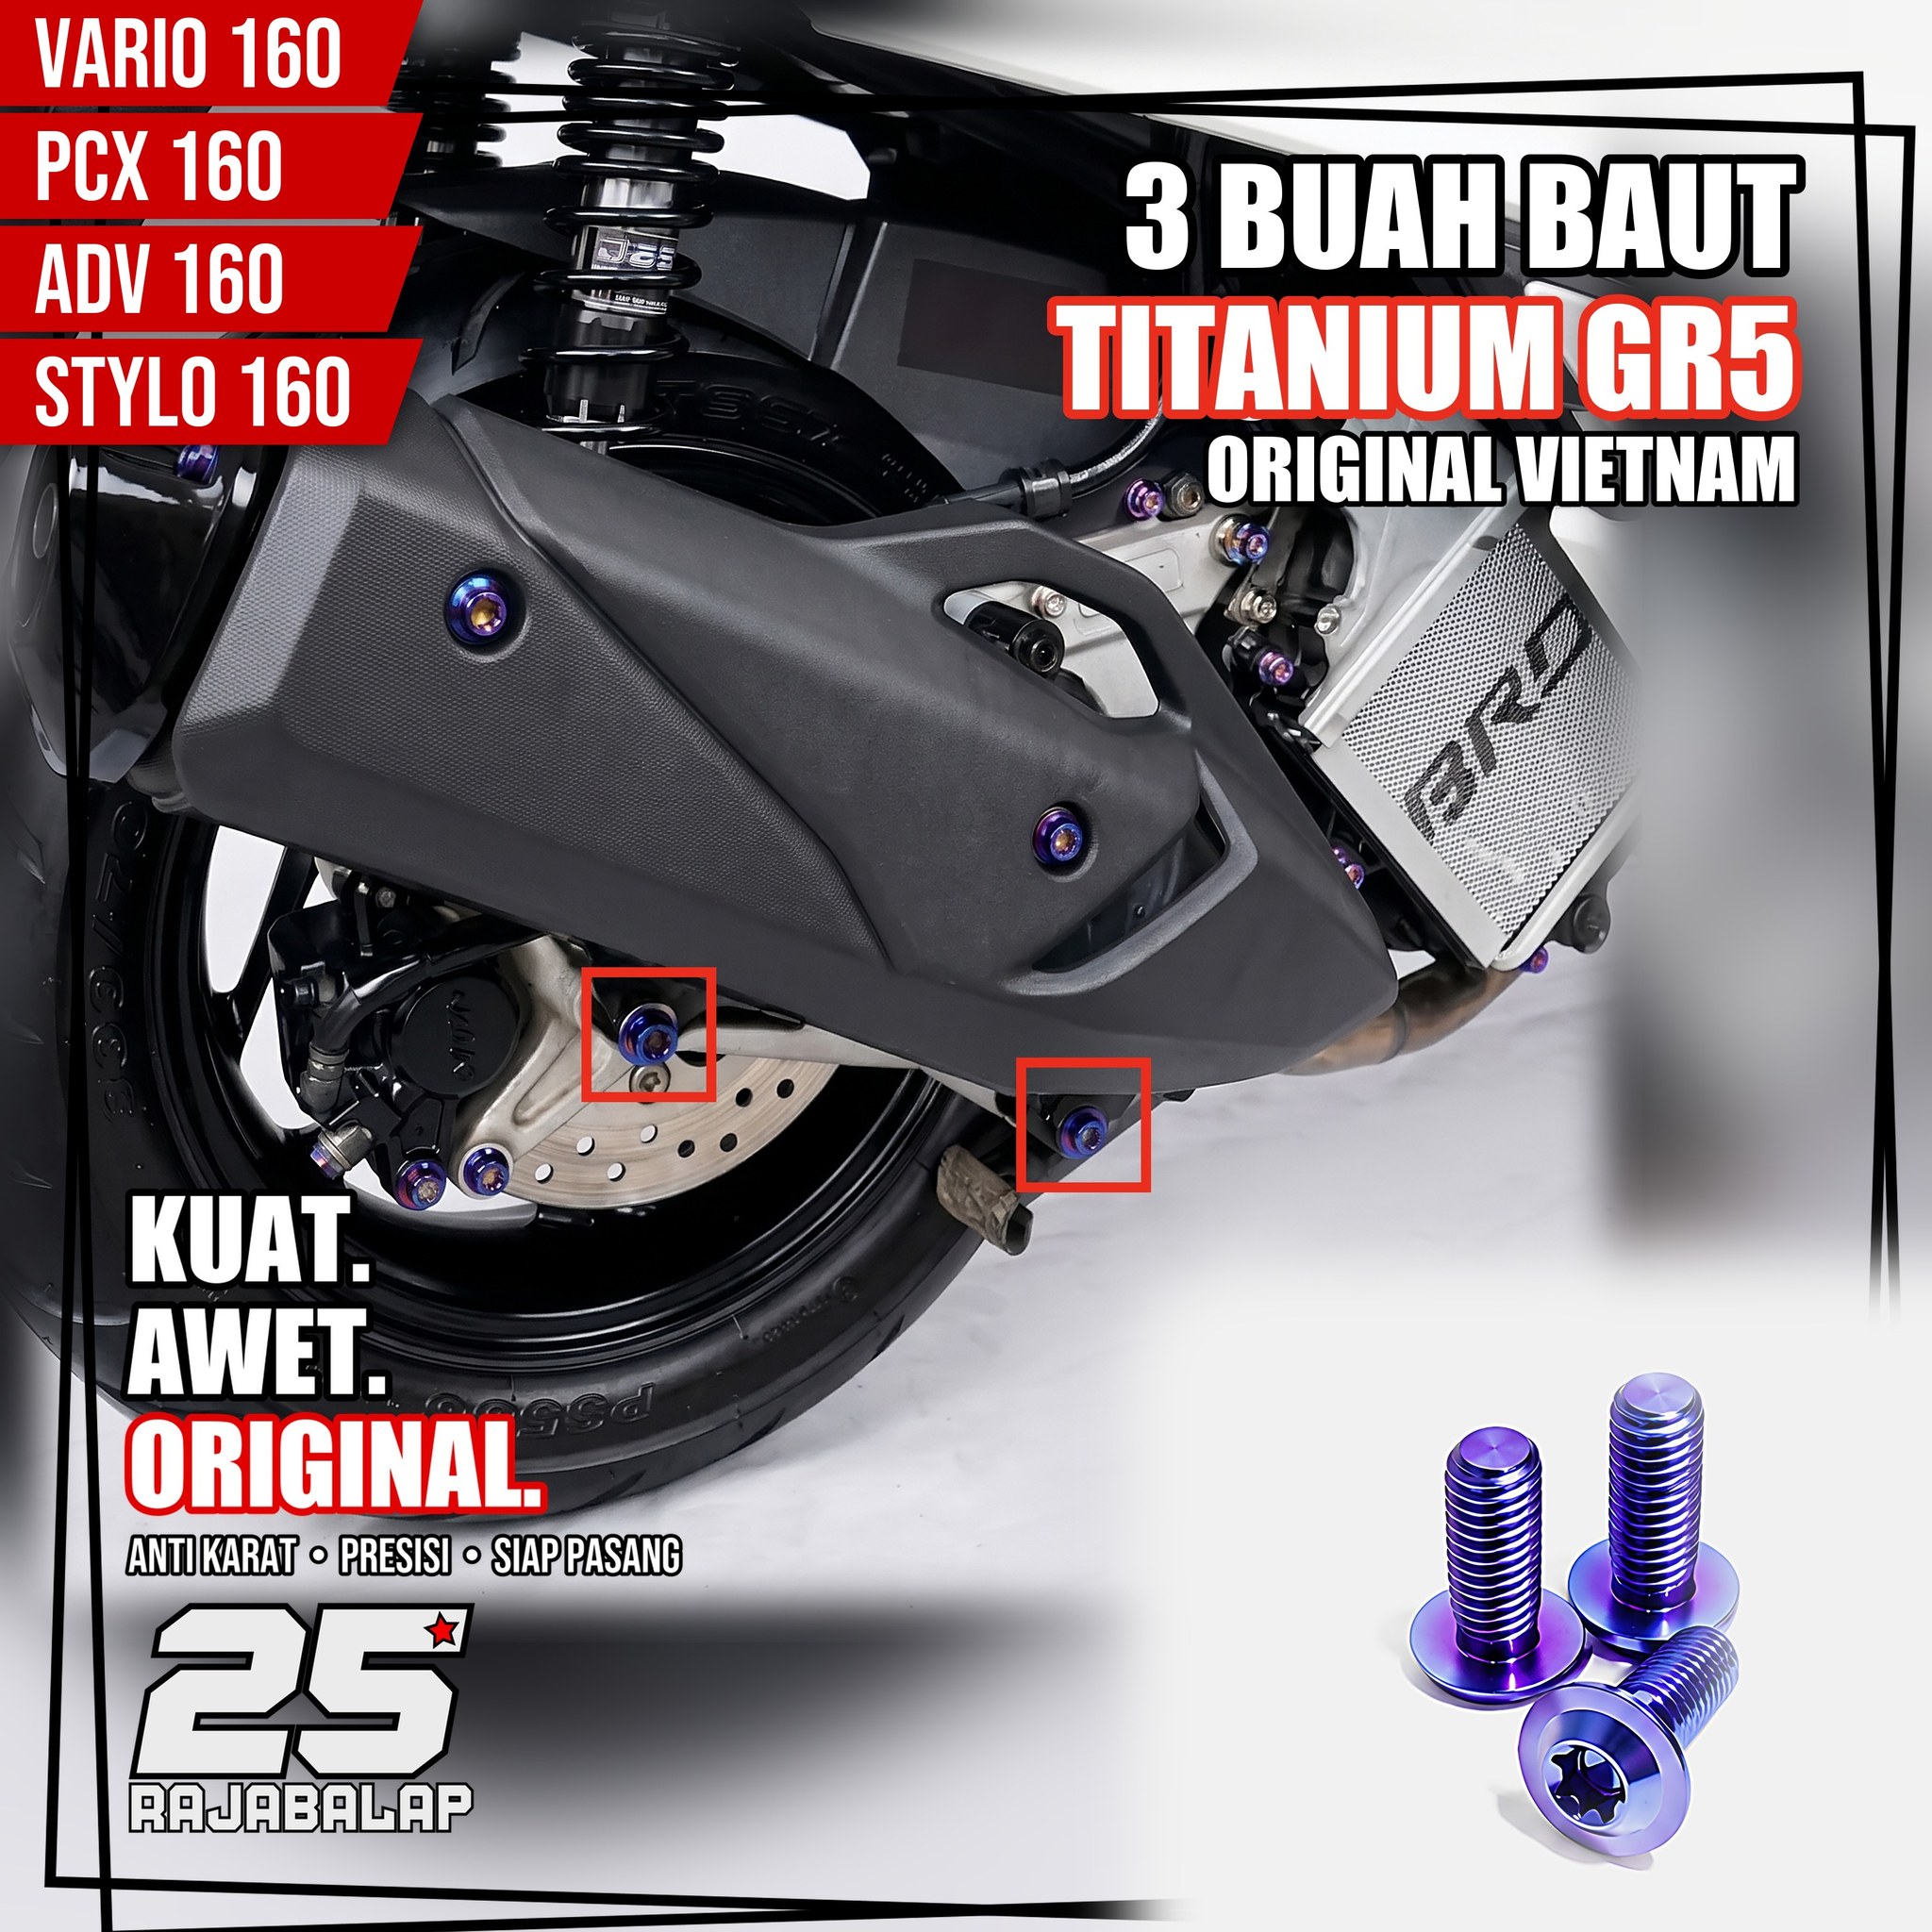 VARIO 160
PCX 160
ADV 160
STYLO 160
3 BUAH BAUT
TITANIUM GR5
ORIGINAL VIETNAM
BRO
KUAT.
AWET.
ORIGINAL.
ANTI KARAT • PRESISI • SIAP PASANG
25
RAJABALAP